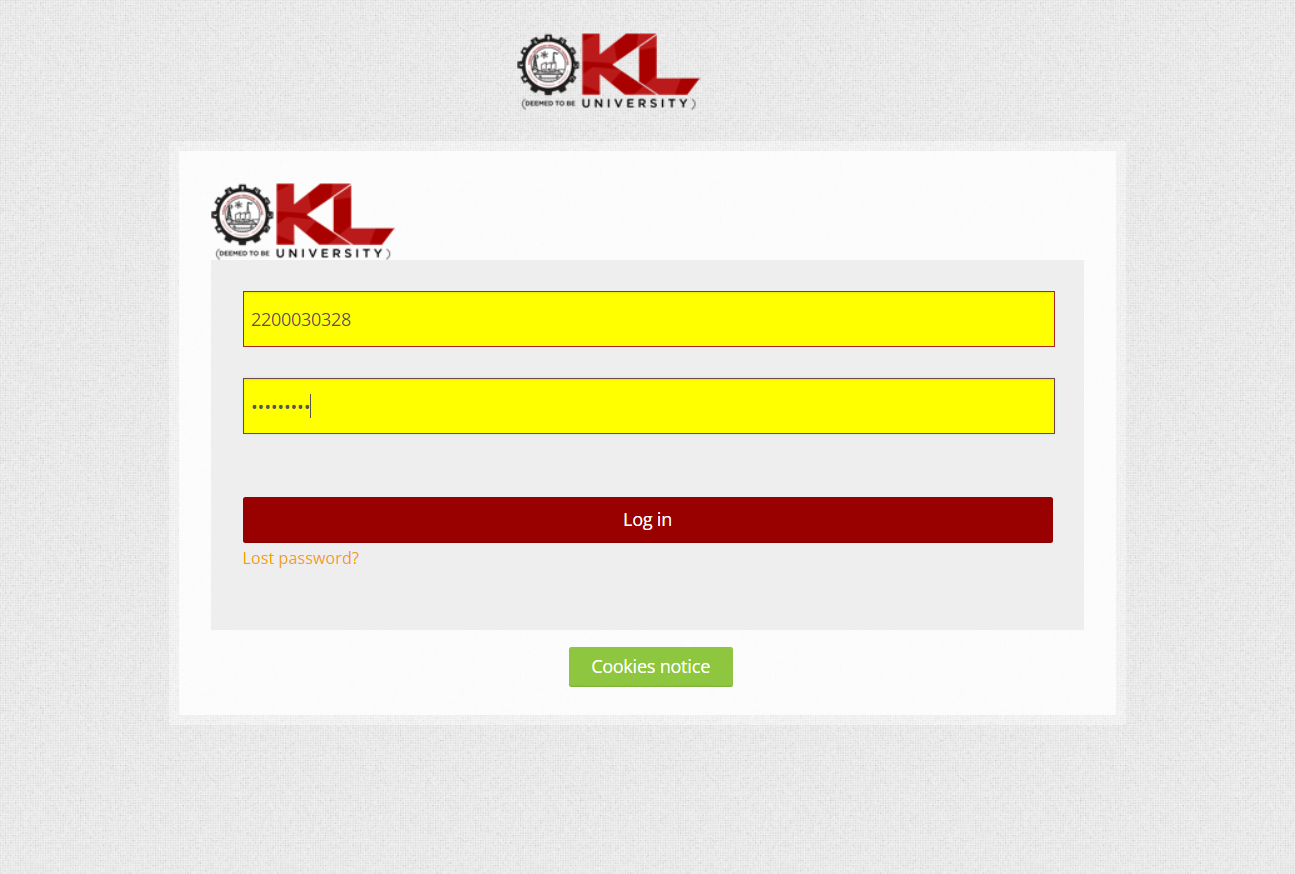 KL
(DEEMED TO BE UNIVERSITY)
KL
(DEEMED TO BE UNIVERSITY)
2200030328
•••••••••
Log in
Lost password?
Cookies notice